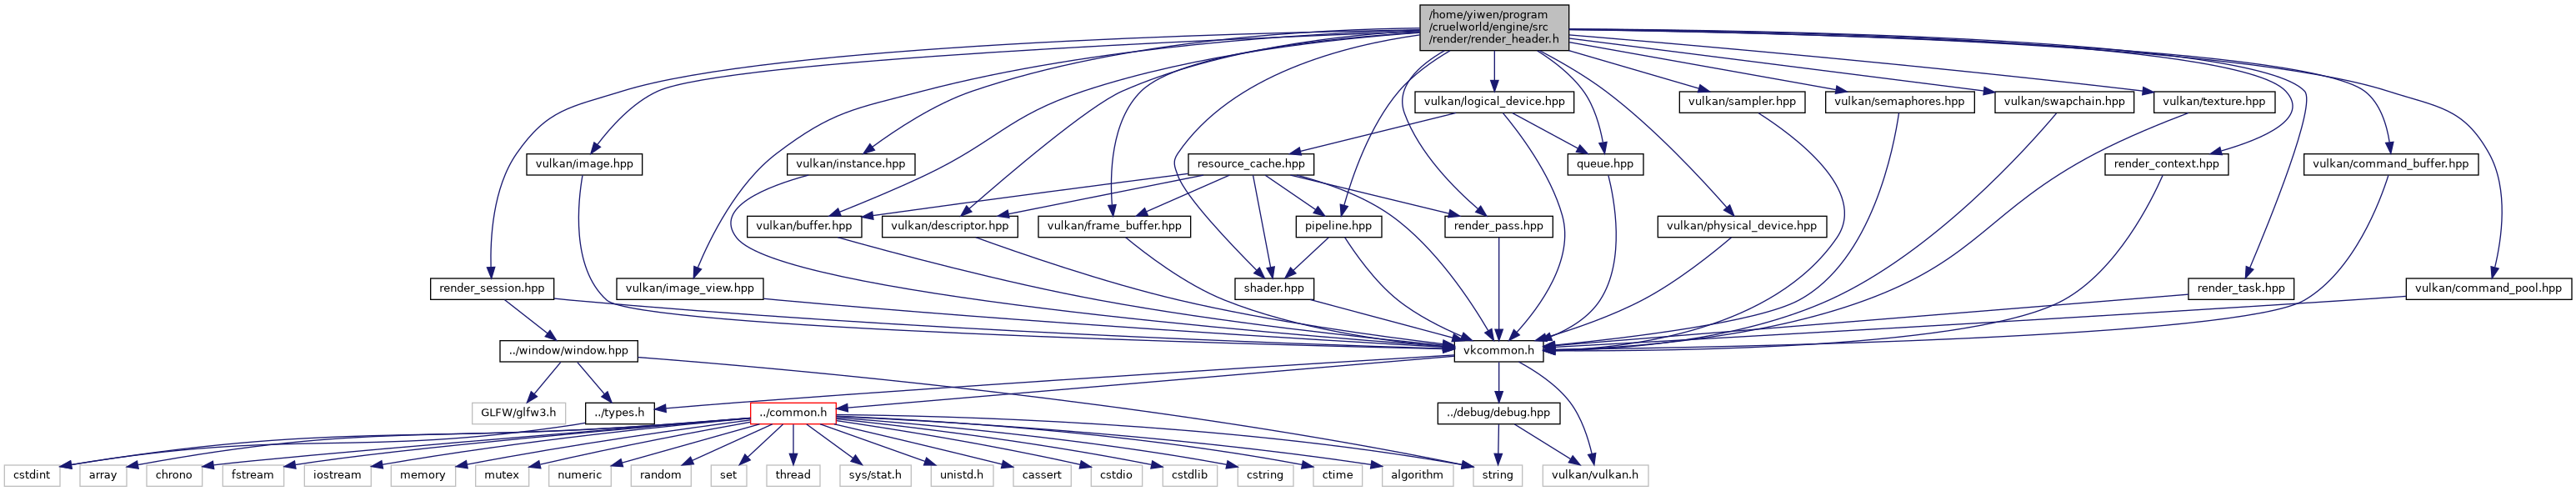 /home/yiwen/program
/cruelworld/engine/src
/render/render_header.h
vulkan/logical_device.hpp
vulkan/sampler.hpp
vulkan/semaphores.hpp
vulkan/swapchain.hpp
vulkan/texture.hpp
vulkan/image.hpp
vulkan/instance.hpp
resource_cache.hpp
queue.hpp
render_context.hpp
vulkan/command_buffer.hpp
vulkan/buffer.hpp
vulkan/descriptor.hpp
vulkan/frame_buffer.hpp
pipeline.hpp
render_pass.hpp
vulkan/physical_device.hpp
render_session.hpp
vulkan/image_view.hpp
shader.hpp
render_task.hpp
vulkan/command_pool.hpp
../window/window.hpp
vkcommon.h
GLFW/glfw3.h
../types.h
../common.h
../debug/debug.hpp
cstdint
array
chrono
fstream
iostream
memory
mutex
numeric
random
set
thread
sys/stat.h
unistd.h
cassert
cstdio
cstdlib
cstring
ctime
algorithm
string
vulkan/vulkan.h